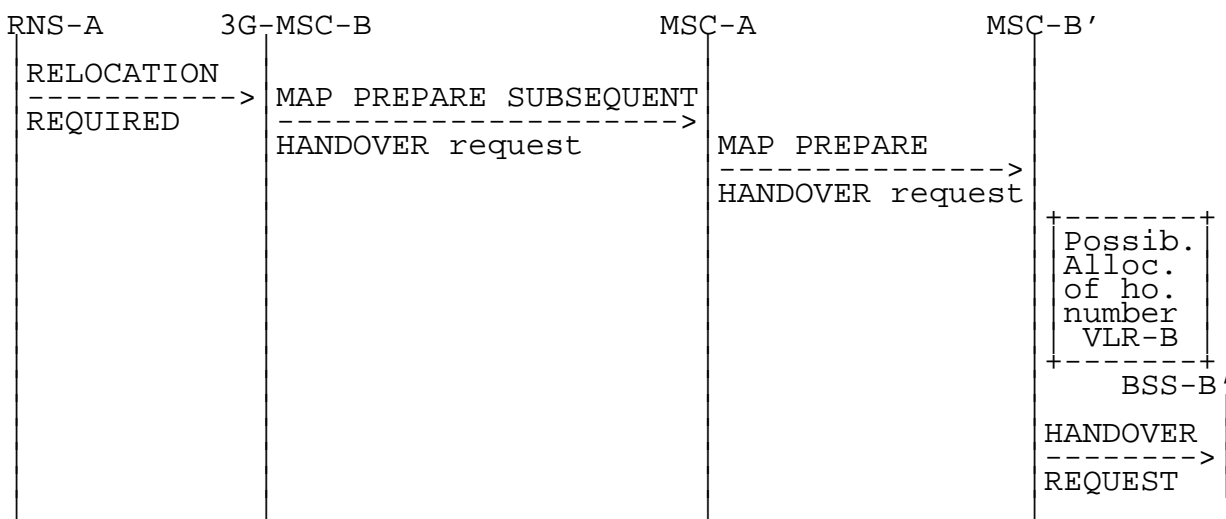 RNS-A 3G-MSC-B MSC-A MSC-B'
RELOCATION
-----------> MAP PREPARE SUBSEQUENT
REQUIRED --------------------->
HANDOVER request MAP PREPARE
--------------->
HANDOVER request
+-------+
Possib.
Alloc.
of ho.
number
VLR-B
+-------+
BSS-B'
HANDOVER
-------->
REQUEST